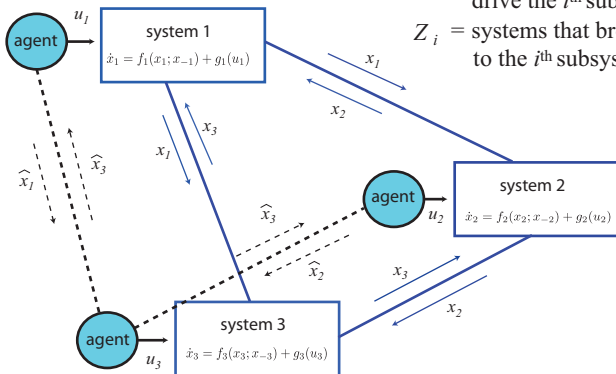 drive the iᵗʰ sub
Z i = systems that br
to the iᵗʰ subsys
agent
u1
system 1
ẋ1 = f1(x1; x−1) + g1(u1)
x1
x2
x3
x1
x̂1
x̂3
agent
u2
system 2
ẋ2 = f2(x2; x−2) + g2(u2)
x̂3
x̂2
x3
x2
agent
u3
system 3
ẋ3 = f3(x3; x−3) + g3(u3)